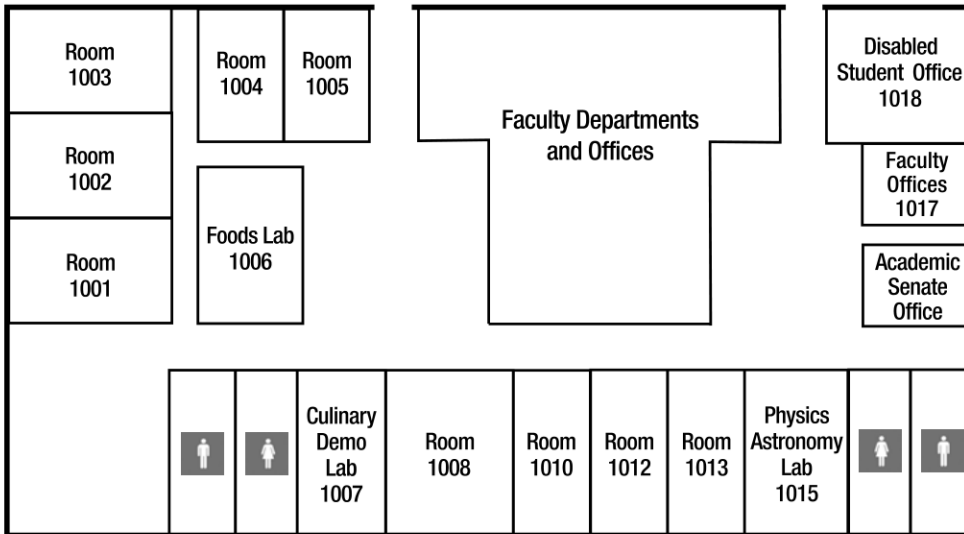 Room
1003
Room
1004
Room
1005
Faculty Departments
and Offices
Disabled
Student Office
1018
Room
1002
Faculty
Offices
1017
Foods Lab
1006
Room
1001
Academic
Senate
Office
Culinary
Demo
Lab
1007
Room
1008
Room
1010
Room
1012
Room
1013
Physics
Astronomy
Lab
1015